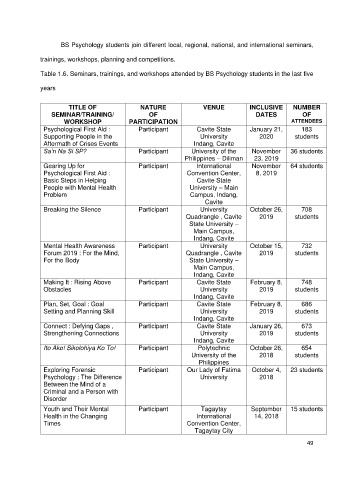 BS Psychology students join different local, regional, national, and international seminars,
trainings, workshops, planning and competitions.
Table 1.6. Seminars, trainings, and workshops attended by BS Psychology students in the last five
years
TITLE OF SEMINAR/TRAINING/ WORKSHOP | NATURE OF PARTICIPATION | VENUE | INCLUSIVE DATES | NUMBER OF ATTENDEES
Psychological First Aid : Supporting People in the Aftermath of Crises Events | Participant | Cavite State University Indang, Cavite | January 21, 2020 | 183 students
Sa'n Na Si SP? | Participant | University of the Philippines – Diliman | November 23, 2019 | 36 students
Gearing Up for Psychological First Aid : Basic Steps in Helping People with Mental Health Problem | Participant | International Convention Center, Cavite State University – Main Campus, Indang, Cavite | November 8, 2019 | 64 students
Breaking the Silence | Participant | University Quadrangle , Cavite State University – Main Campus, Indang, Cavite | October 26, 2019 | 708 students
Mental Health Awareness Forum 2019 : For the Mind, For the Body | Participant | University Quadrangle , Cavite State University – Main Campus, Indang, Cavite | October 15, 2019 | 732 students
Making It : Rising Above Obstacles | Participant | Cavite State University Indang, Cavite | February 8, 2019 | 748 students
Plan, Set, Goal : Goal Setting and Planning Skill | Participant | Cavite State University Indang, Cavite | February 8, 2019 | 686 students
Connect : Defying Gaps , Strengthening Connections | Participant | Cavite State University Indang, Cavite | January 26, 2019 | 673 students
Ito Ako! Sikolohiya Ko To! | Participant | Polytechnic University of the Philippines | October 26, 2018 | 654 students
Exploring Forensic Psychology : The Difference Between the Mind of a Criminal and a Person with Disorder | Participant | Our Lady of Fatima University | October 4, 2018 | 23 students
Youth and Their Mental Health in the Changing Times | Participant | Tagaytay International Convention Center, Tagaytay City | September 14, 2018 | 15 students
49